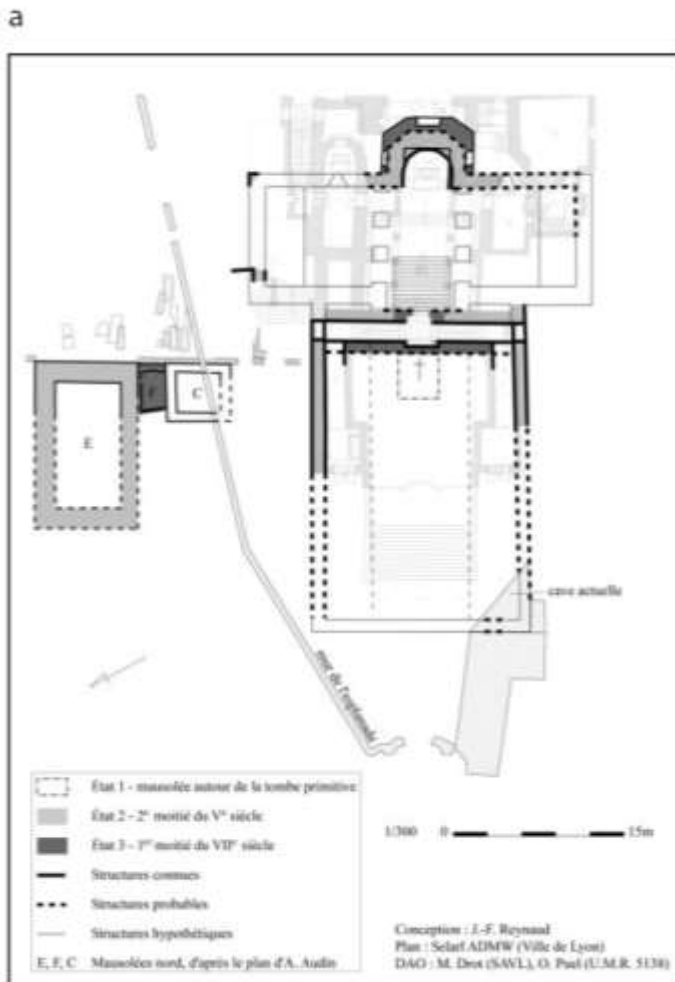 a
E
F
C
cave actuelle
mur de l'esplanade
État 1 - mausolée autour de la tombe primitive
État 2 - 2e moitié du Ve siècle
État 3 - 1re moitié du VIIe siècle
Structures connues
Structures probables
Structures hypothétiques
E, F, C Mausolées nord, d'après le plan d'A. Audin
1/300 0 15m
Conception : J.-F. Reynaud
Plan : Selarl ADMW (Ville de Lyon)
DAO : M. Drot (SAVL), O. Puel (U.M.R. 5138)